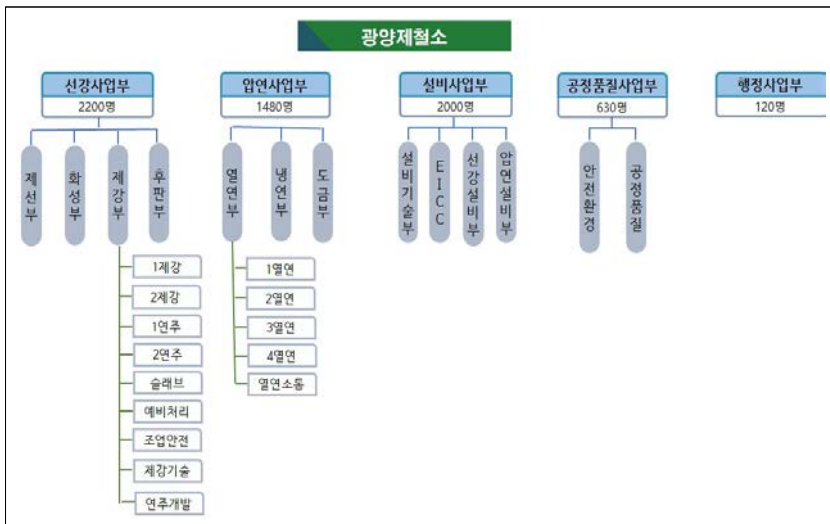 광양제철소
선강사업부
2200명
압연사업부
1480명
설비사업부
2000명
공정품질사업부
630명
행정사업부
120명
제선부
화성부
제강부
후판부
열연부
냉연부
도금부
설비기술부
EICC
선강설비부
압연설비부
안전환경
공정품질
1제강
2제강
1연주
2연주
슬래브
예비처리
조업안전
제강기술
연주개발
1열연
2열연
3열연
4열연
열연소통